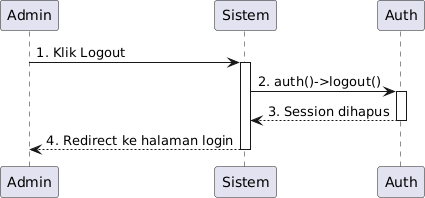 Admin Sistem Auth
1. Klik Logout
2. auth()->logout()
3. Session dihapus
4. Redirect ke halaman login
Admin Sistem Auth